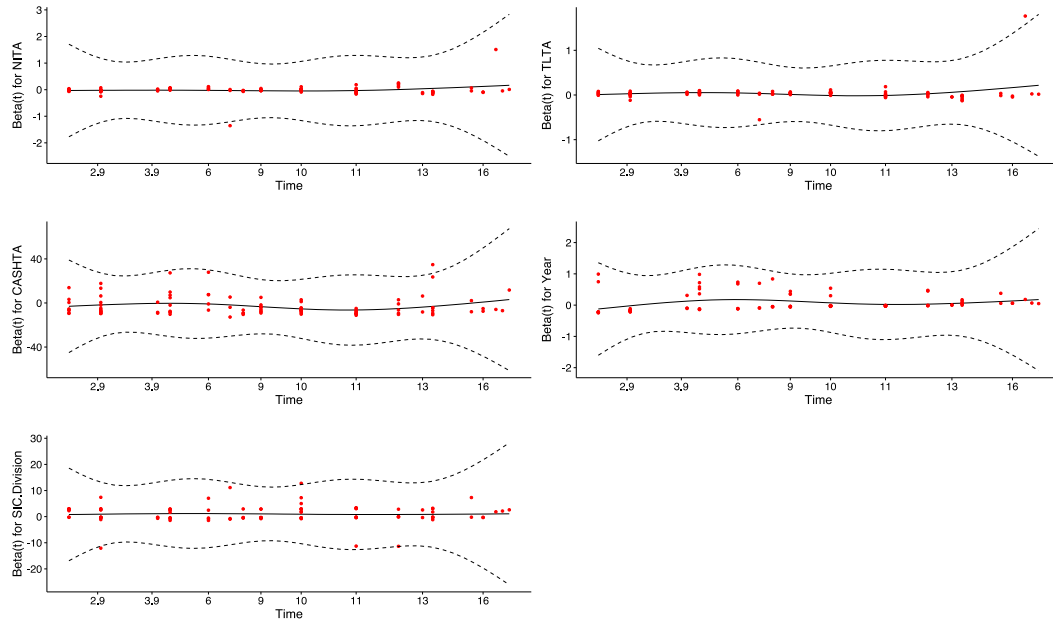 Beta(t) for NITA
3
2
1
0
-1
-2
2.9 3.9 6 9 10 11 13 16
Time
Beta(t) for TLTA
1
0
-1
2.9 3.9 6 9 10 11 13 16
Time
Beta(t) for CASHTA
40
0
-40
2.9 3.9 6 9 10 11 13 16
Time
Beta(t) for Year
2
1
0
-1
-2
2.9 3.9 6 9 10 11 13 16
Time
Beta(t) for SIC.Division
30
20
10
0
-10
-20
2.9 3.9 6 9 10 11 13 16
Time